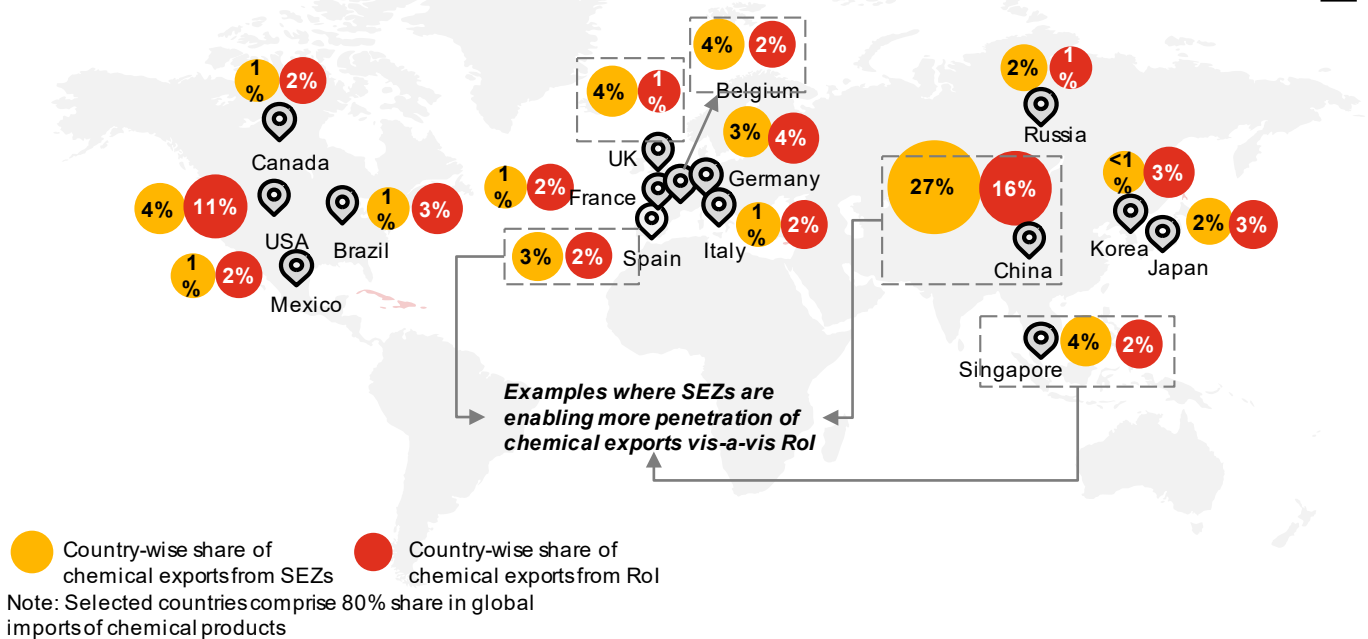 4% 2%
Belgium
1
%
2%
Canada
4% 1
%
UK
3% 4%
Germany
2% 1
%
Russia
4% 11%
USA
1
%
3%
Brazil
1
%
2%
Mexico
1
%
2%
France
3% 2%
Spain
1
%
2%
Italy
27% 16%
China
<1
%
3%
Korea
2% 3%
Japan
Singapore
4% 2%
Examples where SEZs are
enabling more penetration of
chemical exports vis-a-vis RoI
Country-wise share of
chemical exports from SEZs
Country-wise share of
chemical exports from RoI
Note: Selected countries comprise 80% share in global
imports of chemical products